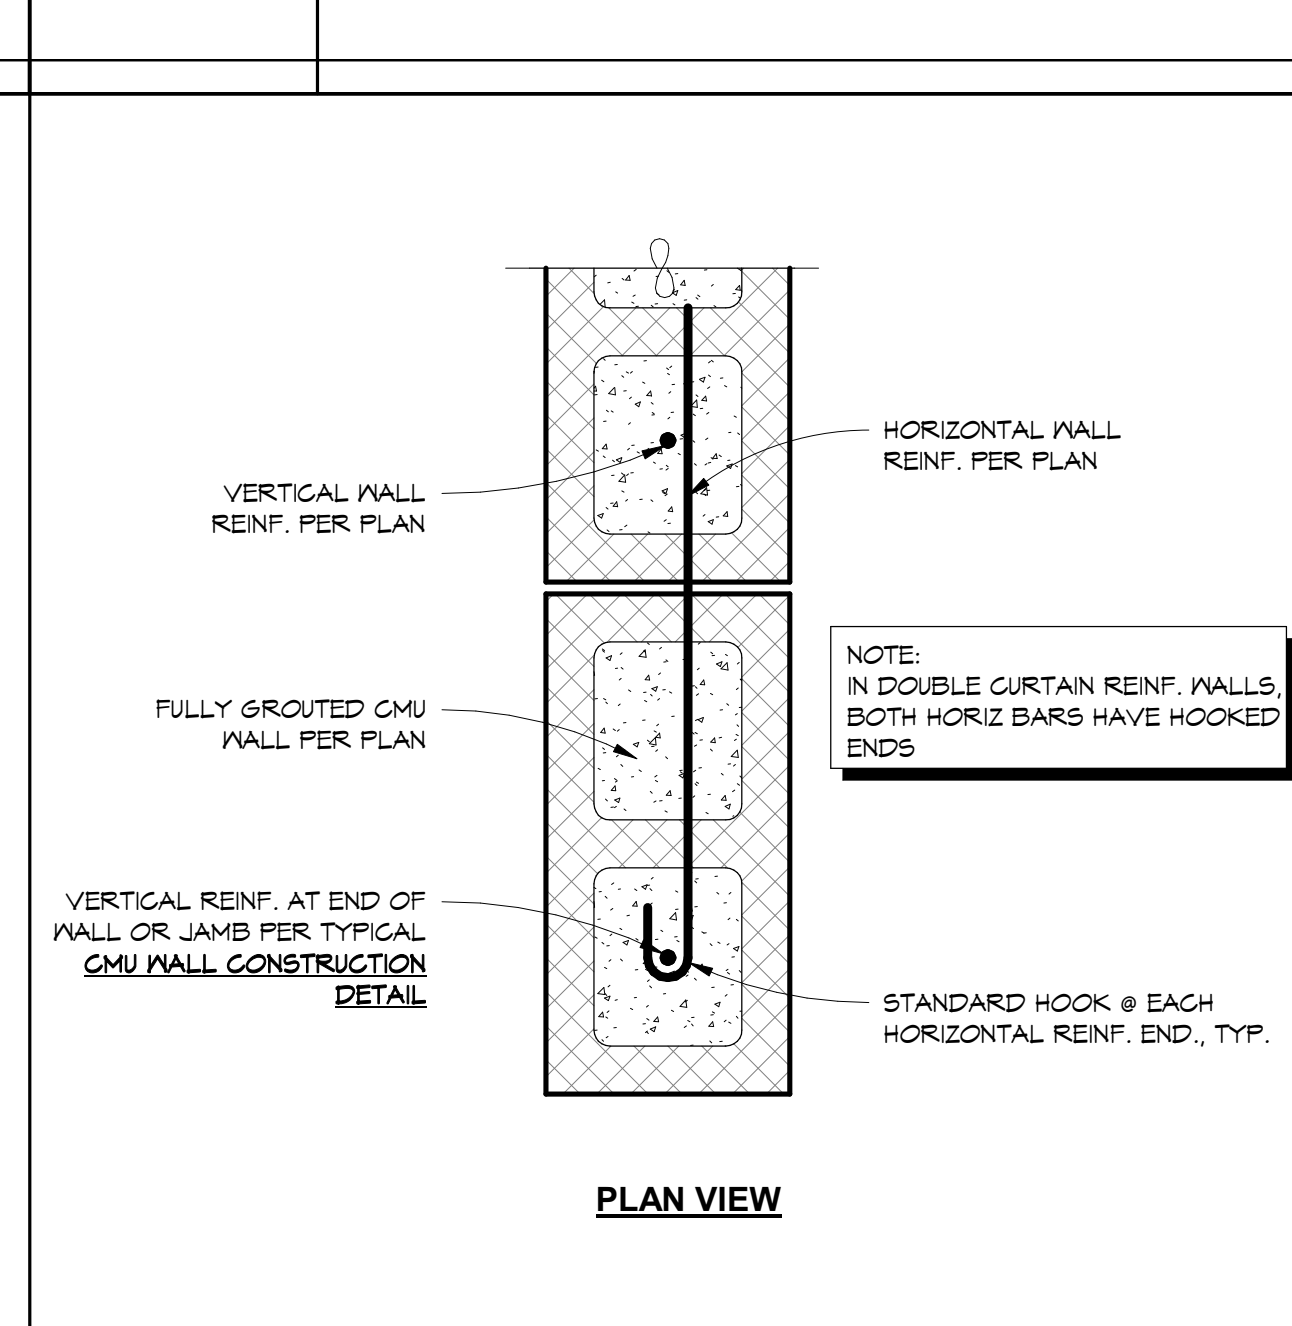 HORIZONTAL WALL
REINF. PER PLAN
VERTICAL WALL
REINF. PER PLAN
NOTE:
IN DOUBLE CURTAIN REINF. WALLS,
BOTH HORIZ BARS HAVE HOOKED
ENDS
FULLY GROUTED CMU
WALL PER PLAN
VERTICAL REINF. AT END OF
WALL OR JAMB PER TYPICAL
CMU WALL CONSTRUCTION
DETAIL
STANDARD HOOK @ EACH
HORIZONTAL REINF. END., TYP.
PLAN VIEW